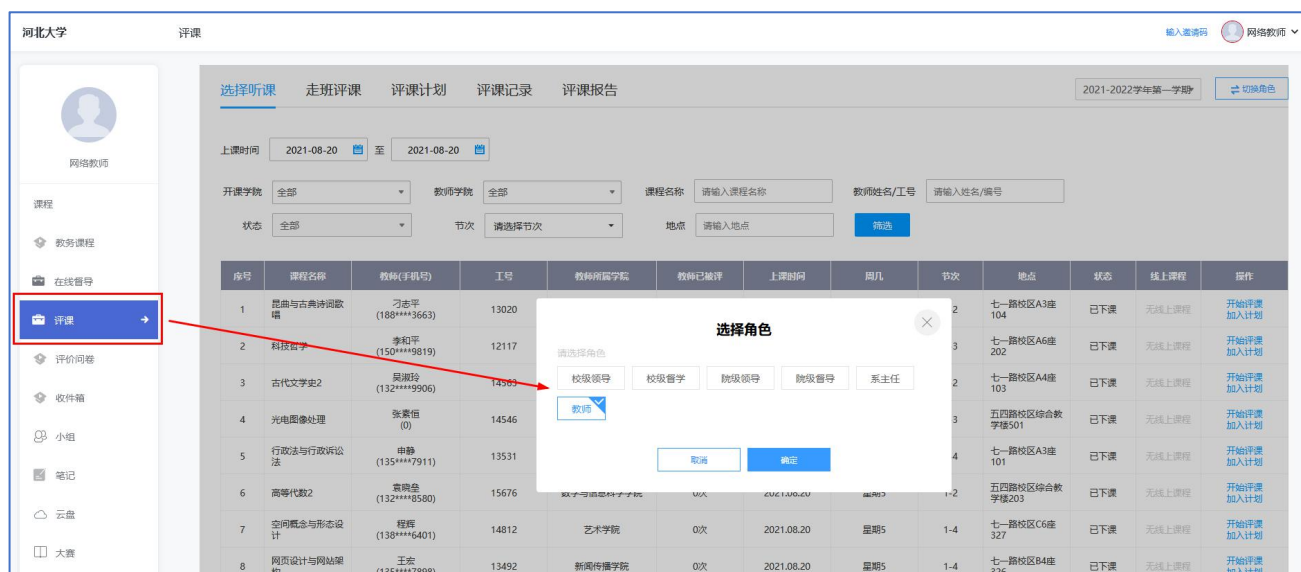 河北大学 评课 输入邀请码 网络教师
网络教师
课程
教务课程
在线督导
评课
评价问卷
收件箱
小组
笔记
云盘
大赛
选择听课 走班评课 评课计划 评课记录 评课报告 2021-2022学年第一学期 切换角色
上课时间 2021-08-20 至 2021-08-20
开课学院 全部 教师学院 全部 课程名称 请输入课程名称 教师姓名/工号 请输入姓名/编号
状态 全部 节次 请选择节次 地点 请输入地点 筛选
序号 课程名称 教师(手机号) 工号 教师所属学院 教师已被评 上课时间 周几 节次 地点 状态 线上课程 操作
1 昆曲与古典诗词歌唱 刁志平 (188****3663) 13020 2 七一路校区A3座104 已下课 无线上课程 开始评课 加入计划
2 科技哲学 李和平 (150****9819) 12117 3 七一路校区A6座202 已下课 无线上课程 开始评课 加入计划
3 古代文学史2 吴淑玲 (132****9906) 14563 2 七一路校区A4座103 已下课 无线上课程 开始评课 加入计划
4 光电图像处理 张素恒 (0) 14546 3 五四路校区综合教学楼501 已下课 无线上课程 开始评课 加入计划
5 行政法与行政诉讼法 申静 (135****7911) 13531 4 七一路校区A3座101 已下课 无线上课程 开始评课 加入计划
6 高等代数2 袁晓垒 (132****8580) 15676 数学与信息科学学院 0次 2021.08.20 星期5 1-2 五四路校区综合教学楼203 已下课 无线上课程 开始评课 加入计划
7 空间概念与形态设计 程辉 (138****6401) 14812 艺术学院 0次 2021.08.20 星期5 1-4 七一路校区C6座327 已下课 无线上课程 开始评课 加入计划
8 网页设计与网站架构 王宏 (135****7898) 13492 新闻传播学院 0次 2021.08.20 星期5 1-4 七一路校区B4座326 已下课 无线上课程 开始评课 加入计划
选择角色
请选择角色
校级领导 校级督学 院级领导 院级督导 系主任
教师
取消 确定